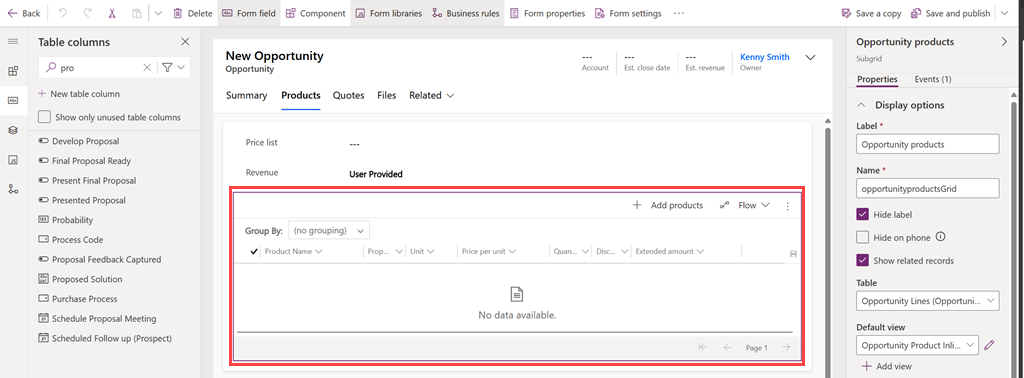 Back
Delete
Form field
Component
Form libraries
Business rules
Form properties
Form settings
Save a copy
Save and publish
Table columns
pro
New table column
Show only unused table columns
Develop Proposal
Final Proposal Ready
Present Final Proposal
Presented Proposal
Probability
Process Code
Proposal Feedback Captured
Proposed Solution
Purchase Process
Schedule Proposal Meeting
Scheduled Follow up (Prospect)
New Opportunity
Opportunity
---
Account
---
Est. close date
---
Est. revenue
Kenny Smith
Owner
Summary Products Quotes Files Related
Price list ---
Revenue User Provided
Add products Flow
Group By: (no grouping)
Product Name Prop... Unit Price per unit Quan... Disc... Extended amount
No data available.
Page 1
Opportunity products
Subgrid
Properties Events (1)
Display options
Label *
Opportunity products
Name *
opportunityproductsGrid
Hide label
Hide on phone
Show related records
Table
Opportunity Lines (Opportuni...
Default view
Opportunity Product Inli...
Add view